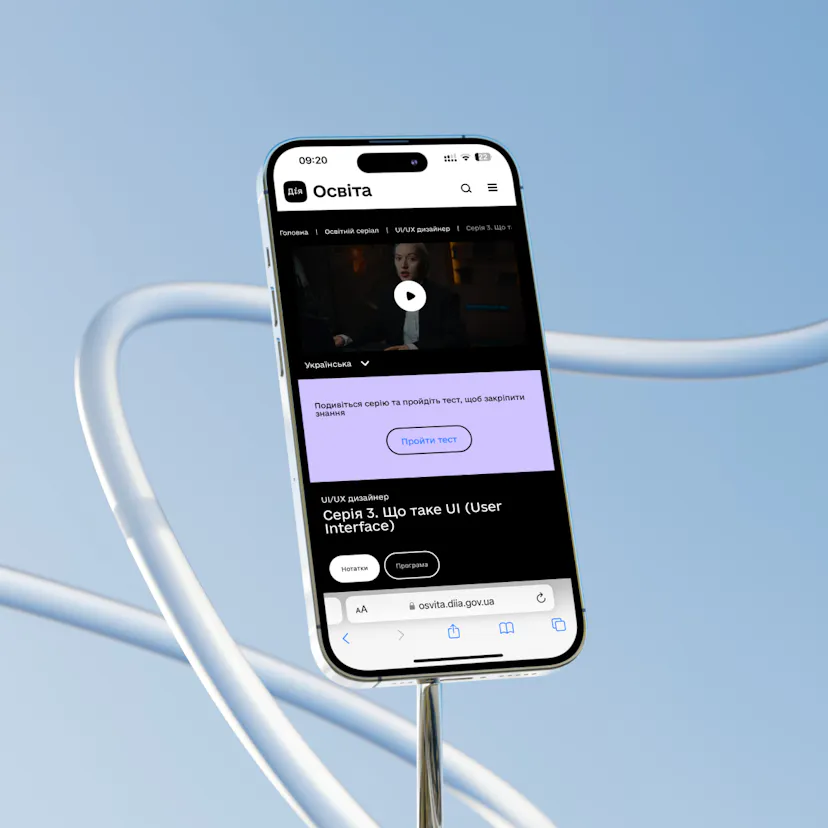 09:20
22
Дія Освіта
Головна | Освітній серіал | UI/UX дизайнер | Серія 3. Що т
Українська
Подивіться серію та пройдіть тест, щоб закріпити
знання
Пройти тест
UI/UX дизайнер
Серія 3. Що таке UI (User
Interface)
Нотатки
Програма
AA osvita.diia.gov.ua